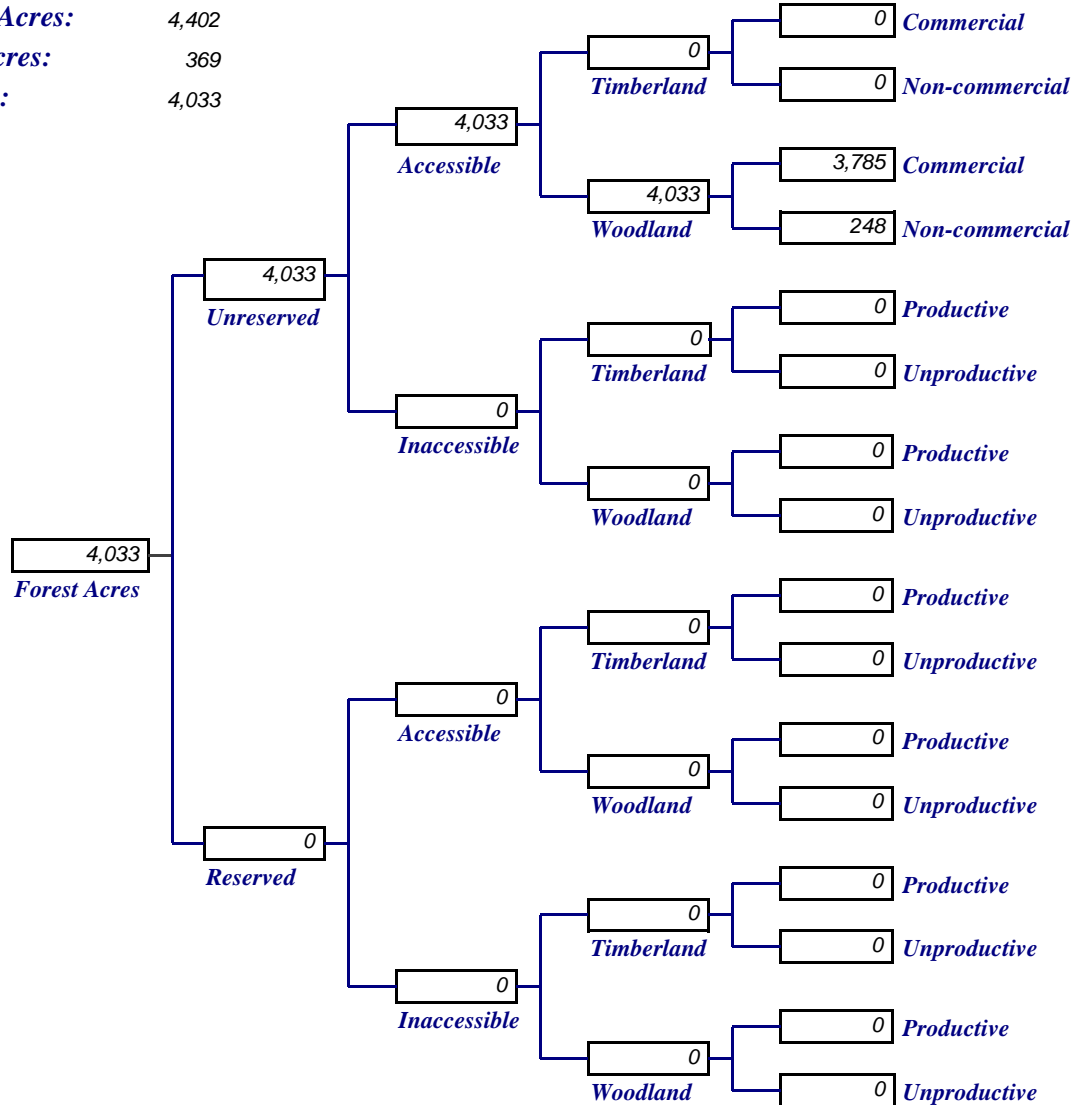 Acres: 4,402
cres: 369
: 4,033
0 Commercial
0
Timberland
0 Non-commercial
4,033
Accessible
3,785 Commercial
4,033
Woodland
248 Non-commercial
4,033
Unreserved
0 Productive
0
Timberland
0 Unproductive
0
Inaccessible
0 Productive
0
Woodland
0 Unproductive
4,033
Forest Acres
0 Productive
0
Timberland
0 Unproductive
0
Accessible
0 Productive
0
Woodland
0 Unproductive
0
Reserved
0 Productive
0
Timberland
0 Unproductive
0
Inaccessible
0 Productive
0
Woodland
0 Unproductive